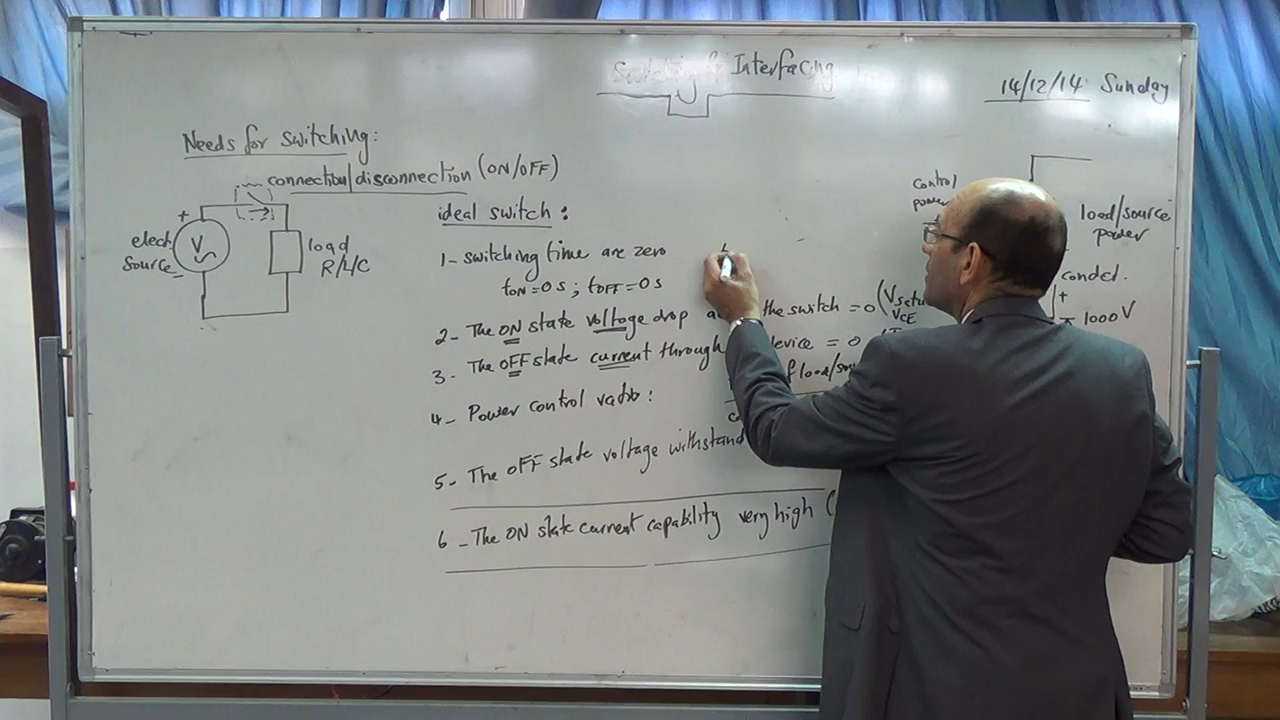 Switching & Interfacing
14/12/14 Sunday
Needs for switching:
connection/disconnection (ON/OFF)
+
elect.
source
V
load
R/L/C
ideal switch:
1- switching time are zero
tON = 0 s ; tOFF = 0 s
2- The ON state voltage drop the switch = 0 (V
VCE
3- The OFF state current through device = 0
4- Power control ratio:
f load/
5- The OFF state voltage withstand
6 - The ON state current capability very high (
control
power
load/source
power
condct.
+
1000 V